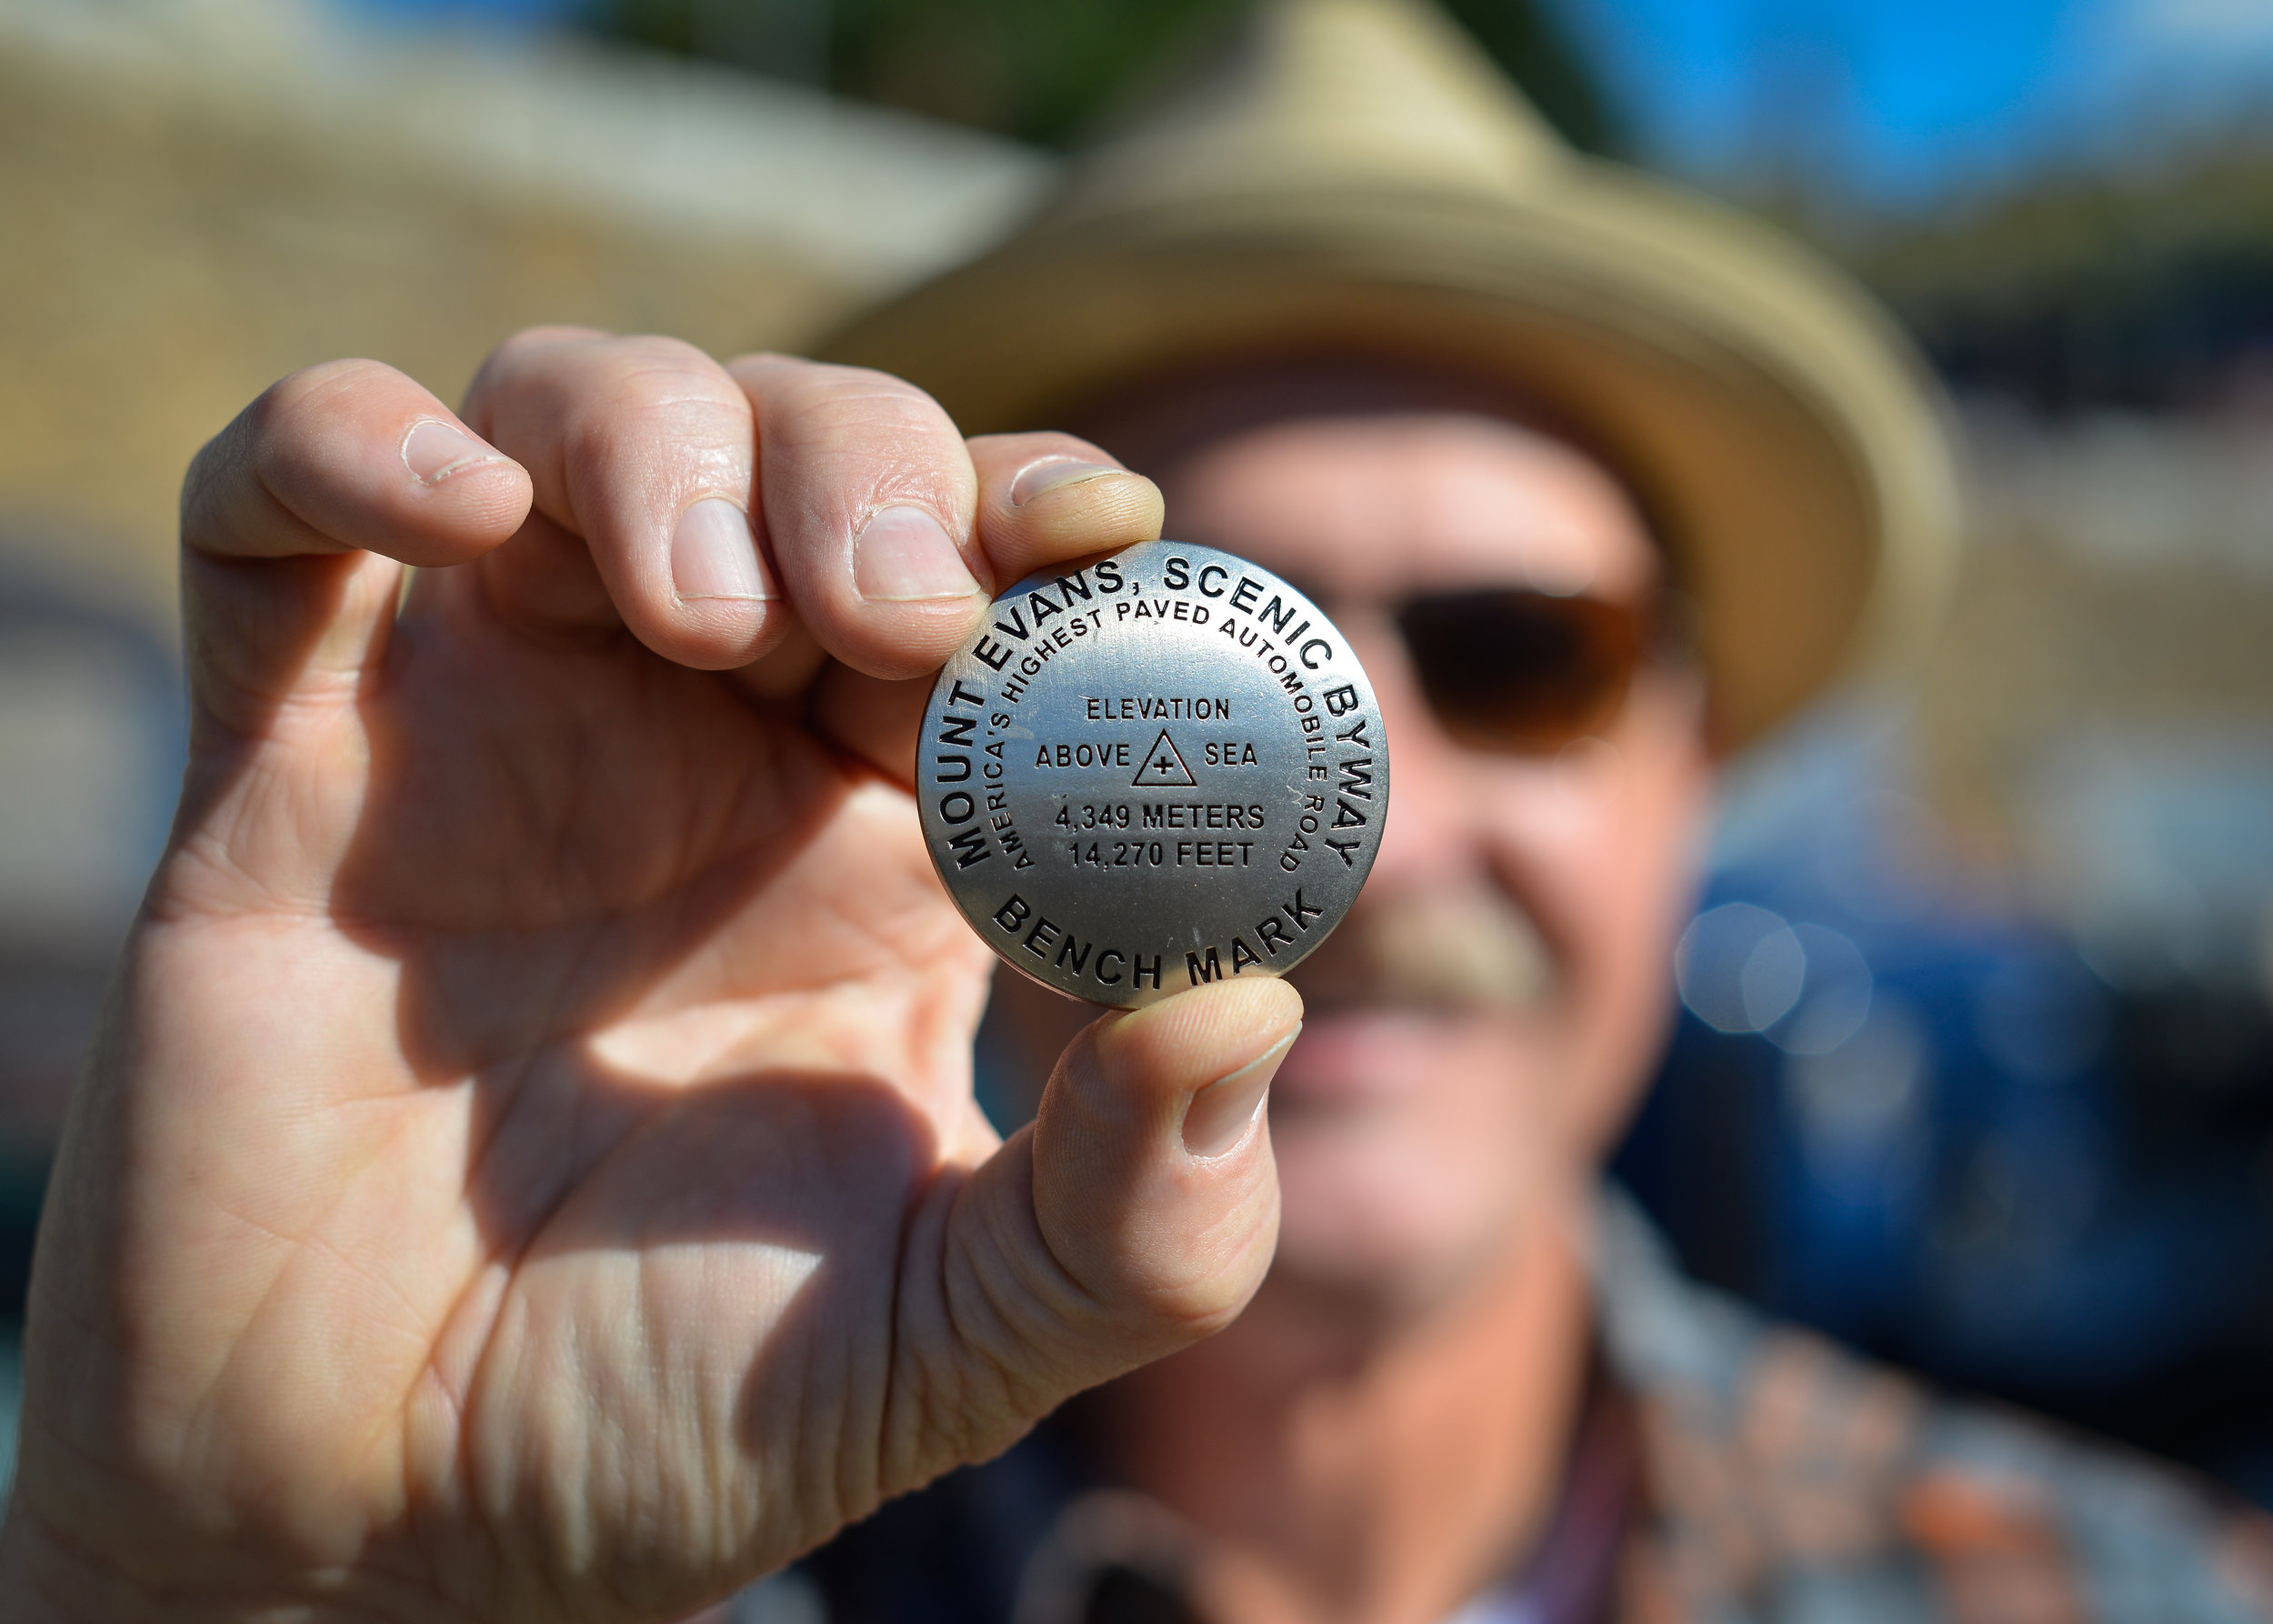 MOUNT EVANS, SCENIC BYWAY
AMERICA'S HIGHEST PAVED AUTOMOBILE ROAD
ELEVATION
ABOVE SEA
4,349 METERS
14,270 FEET
BENCH MARK